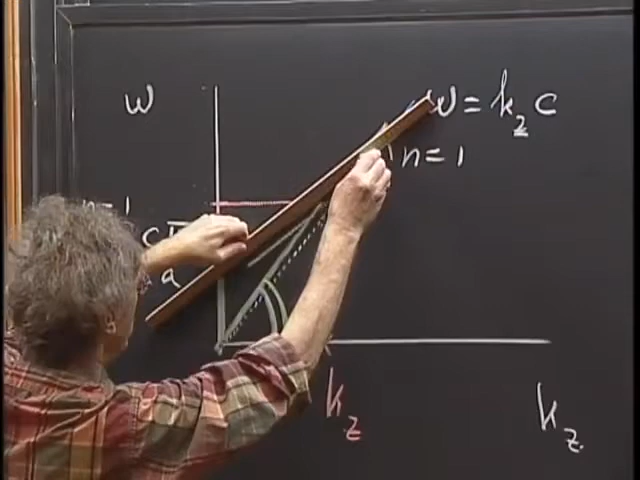 ω
ω = k_z c
n = 1
n = 1
c
a
k_z
k_z